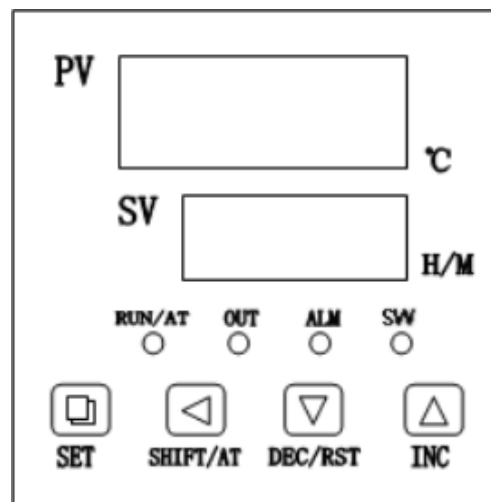 PV
℃
SV
H/M
RUN/AT OUT ALM SW
SET SHIFT/AT DEC/RST INC